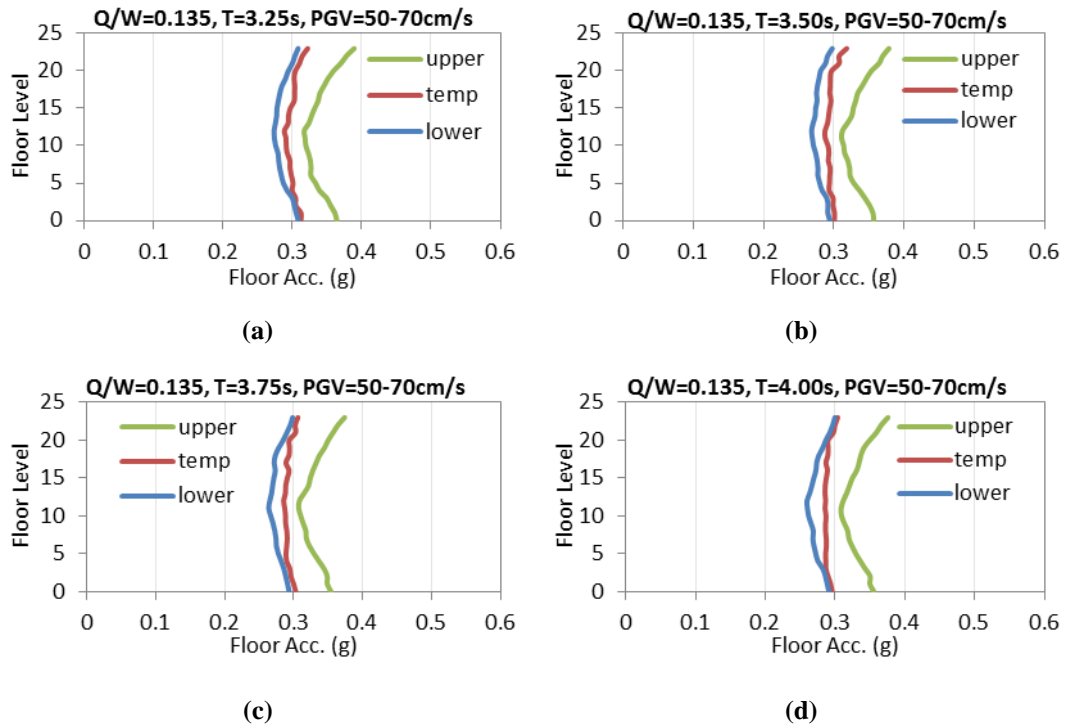 Q/W=0.135, T=3.25s, PGV=50-70cm/s
25
20
15
10
5
0
Floor Level
upper
temp
lower
0 0.1 0.2 0.3 0.4 0.5 0.6
Floor Acc. (g)
(a)
Q/W=0.135, T=3.50s, PGV=50-70cm/s
25
20
15
10
5
0
Floor Level
upper
temp
lower
0 0.1 0.2 0.3 0.4 0.5 0.6
Floor Acc. (g)
(b)
Q/W=0.135, T=3.75s, PGV=50-70cm/s
25
20
15
10
5
0
Floor Level
upper
temp
lower
0 0.1 0.2 0.3 0.4 0.5 0.6
Floor Acc. (g)
(c)
Q/W=0.135, T=4.00s, PGV=50-70cm/s
25
20
15
10
5
0
Floor Level
upper
temp
lower
0 0.1 0.2 0.3 0.4 0.5 0.6
Floor Acc. (g)
(d)